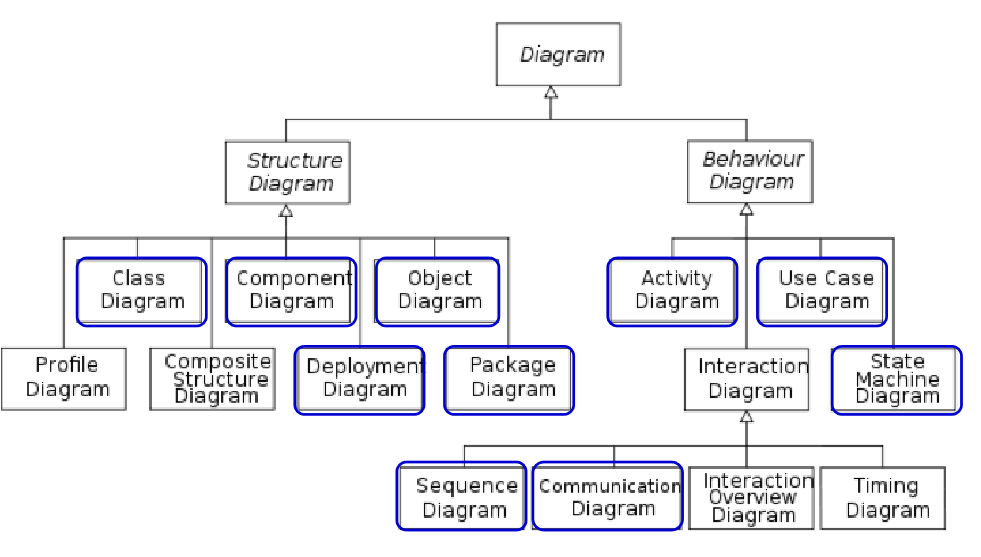 Diagram
Structure
Diagram
Behaviour
Diagram
Class
Diagram
Component
Diagram
Object
Diagram
Activity
Diagram
Use Case
Diagram
Profile
Diagram
Composite
Structure
Diagram
Deployment
Diagram
Package
Diagram
Interaction
Diagram
State
Machine
Diagram
Sequence
Diagram
Communication
Diagram
Interaction
Overview
Diagram
Timing
Diagram